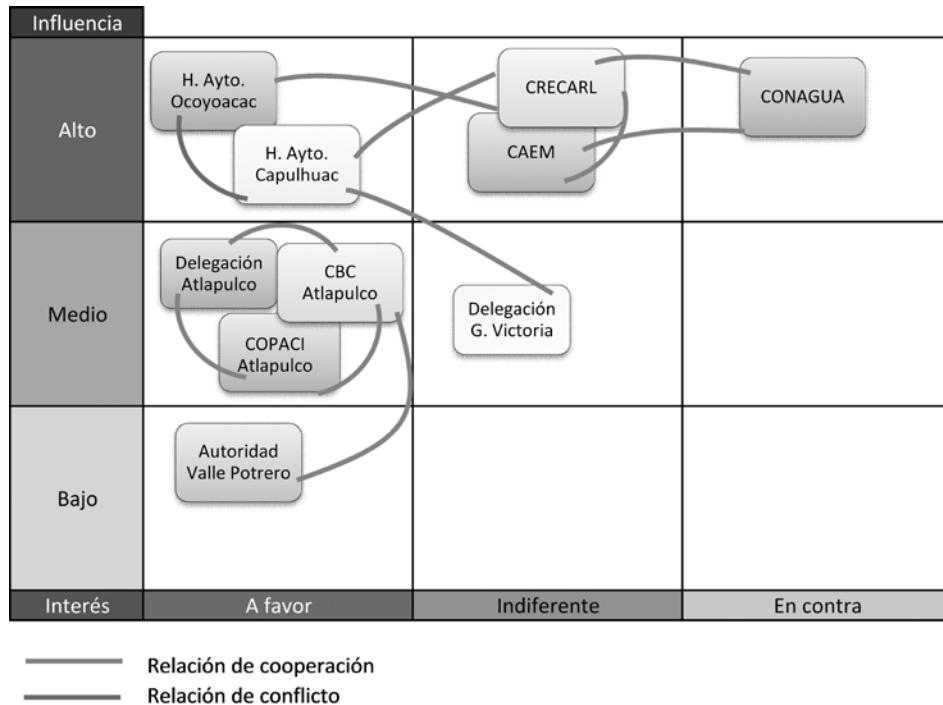 Influencia
Alto
H. Ayto.
Ocoyoacac
H. Ayto.
Capulhuac
CRECARL
CAEM
CONAGUA
Medio
Delegación
Atlapulco
CBC
Atlapulco
COPACI
Atlapulco
Delegación
G. Victoria
Bajo
Autoridad
Valle Potrero
Interés
A favor
Indiferente
En contra
Relación de cooperación
Relación de conflicto